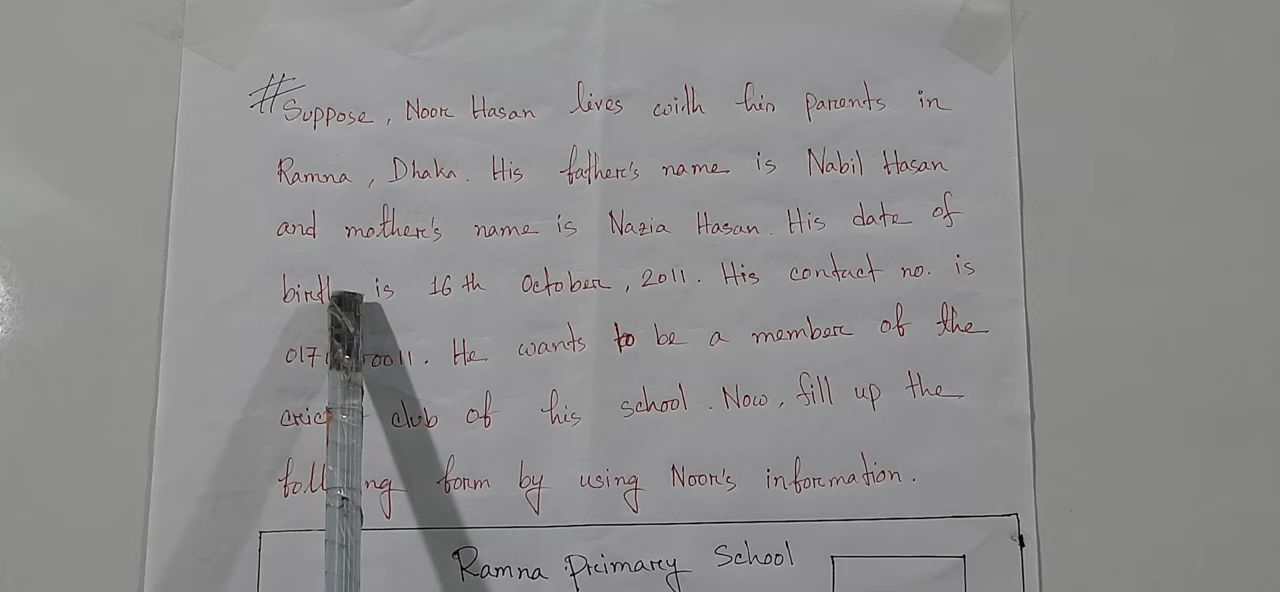 # Suppose, Noor Hasan lives with his parents in
Ramna, Dhaka. His father's name is Nabil Hasan
and mother's name is Nazia Hasan. His date of
is 16th October, 2011. His contact no. is
He wants to be a member of the
club of his school. Now, fill up the
form by using Noor's information.
Ramna Primary School